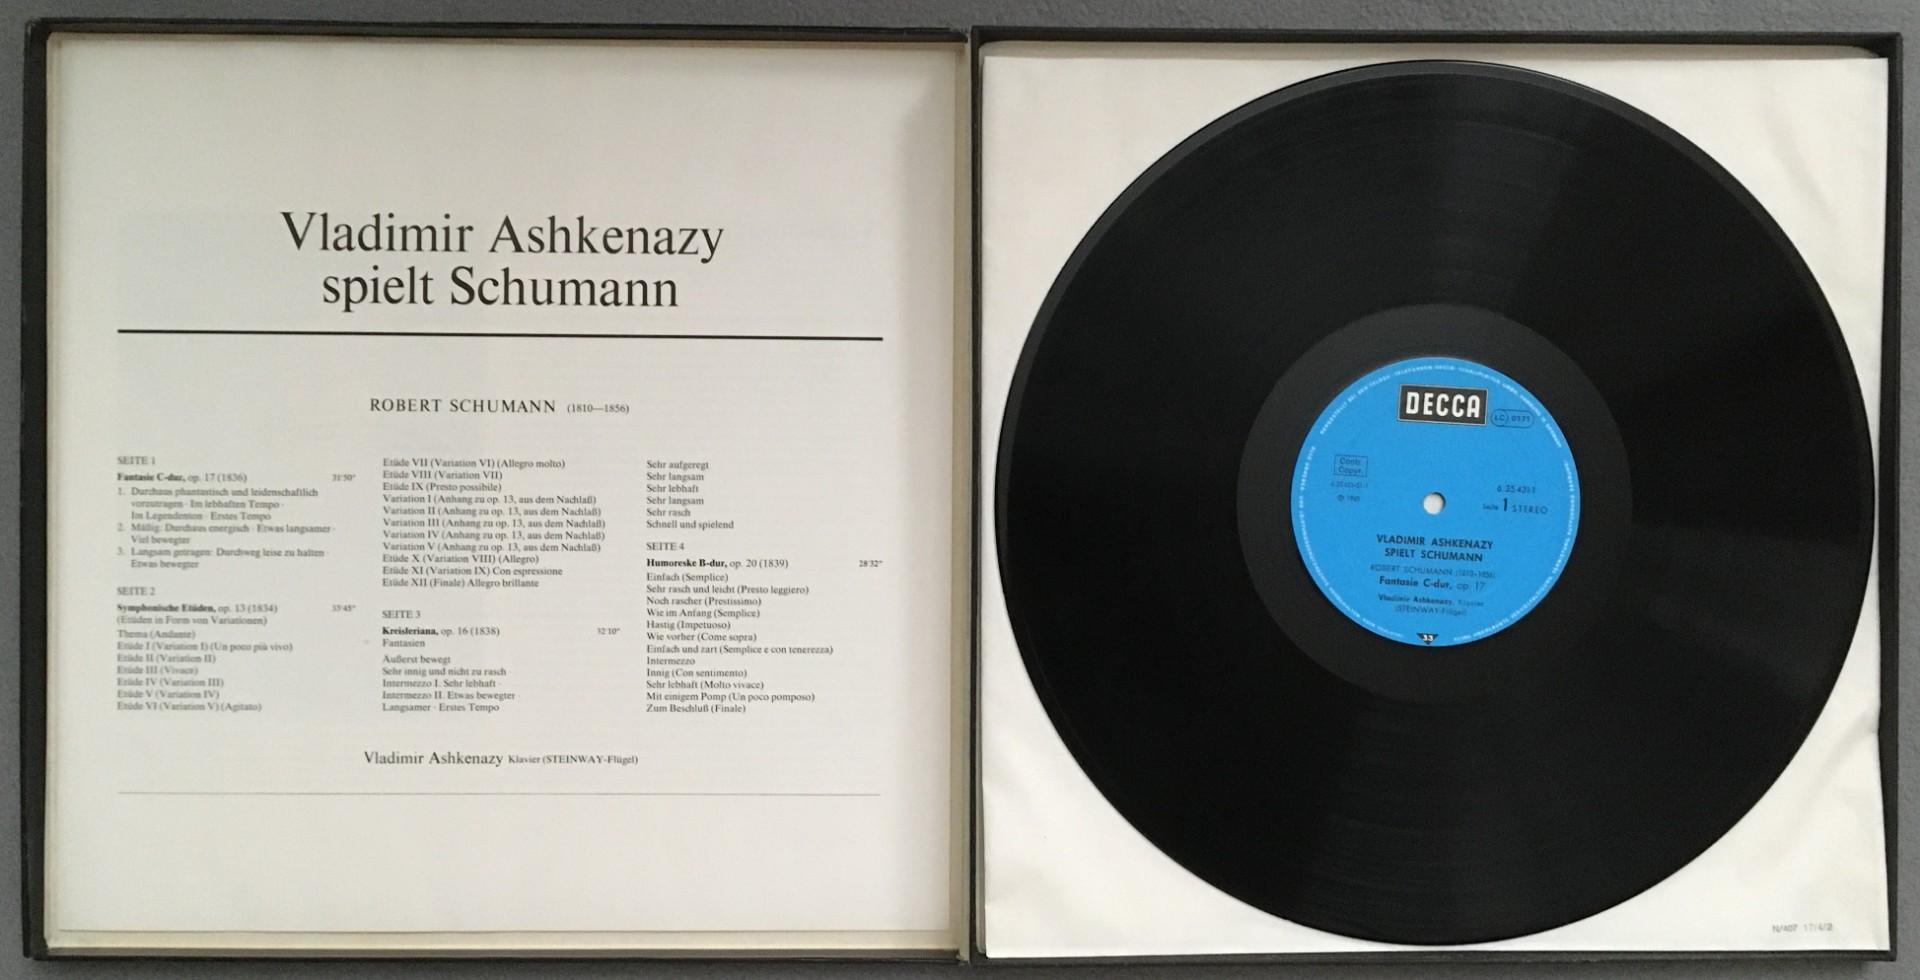 Vladimir Ashkenazy
spielt Schumann
ROBERT SCHUMANN (1810—1856)
SEITE 1
Fantasie C-dur, op. 17 (1836) 31'50"
1. Durchaus phantastisch und leidenschaftlich
vorzutragen · Im lebhaften Tempo ·
Im Legendenton · Erstes Tempo
2. Mäßig: Durchaus energisch · Etwas langsamer ·
Viel bewegter
3. Langsam getragen: Durchweg leise zu halten ·
Etwas bewegter
SEITE 2
Symphonische Etüden, op. 13 (1834) 33'45"
(Etüden in Form von Variationen)
Thema (Andante)
Etüde I (Variation I) (Un poco più vivo)
Etüde II (Variation II)
Etüde III (Vivace)
Etüde IV (Variation III)
Etüde V (Variation IV)
Etüde VI (Variation V) (Agitato)
Etüde VII (Variation VI) (Allegro molto)
Etüde VIII (Variation VII)
Etüde IX (Presto possibile)
Variation I (Anhang zu op. 13, aus dem Nachlaß)
Variation II (Anhang zu op. 13, aus dem Nachlaß)
Variation III (Anhang zu op. 13, aus dem Nachlaß)
Variation IV (Anhang zu op. 13, aus dem Nachlaß)
Variation V (Anhang zu op. 13, aus dem Nachlaß)
Etüde X (Variation VIII) (Allegro)
Etüde XI (Variation IX) Con espressione
Etüde XII (Finale) Allegro brillante
SEITE 3
Kreisleriana, op. 16 (1838) 32'10"
Fantasien
Äußerst bewegt
Sehr innig und nicht zu rasch
Intermezzo I. Sehr lebhaft ·
Intermezzo II. Etwas bewegter ·
Langsamer · Erstes Tempo
Sehr aufgeregt
Sehr langsam
Sehr lebhaft
Sehr langsam
Sehr rasch
Schnell und spielend
SEITE 4
Humoreske B-dur, op. 20 (1839) 28'32"
Einfach (Semplice)
Sehr rasch und leicht (Presto leggiero)
Noch rascher (Prestissimo)
Wie im Anfang (Semplice)
Hastig (Impetuoso)
Wie vorher (Come sopra)
Einfach und zart (Semplice e con tenerezza)
Intermezzo
Innig (Con sentimento)
Sehr lebhaft (Molto vivace)
Mit einigem Pomp (Un poco pomposo)
Zum Beschluß (Finale)
Vladimir Ashkenazy Klavier (STEINWAY-Flügel)
DECCA
LC 0171
Contr.
Copyr.
Seite 1 STEREO
VLADIMIR ASHKENAZY
SPIELT SCHUMANN
ROBERT SCHUMANN (1810–1856)
Fantasie C-dur, op. 17
Vladimir Ashkenazy, Klavier
(STEINWAY-Flügel)
33
N/407 17/4/2